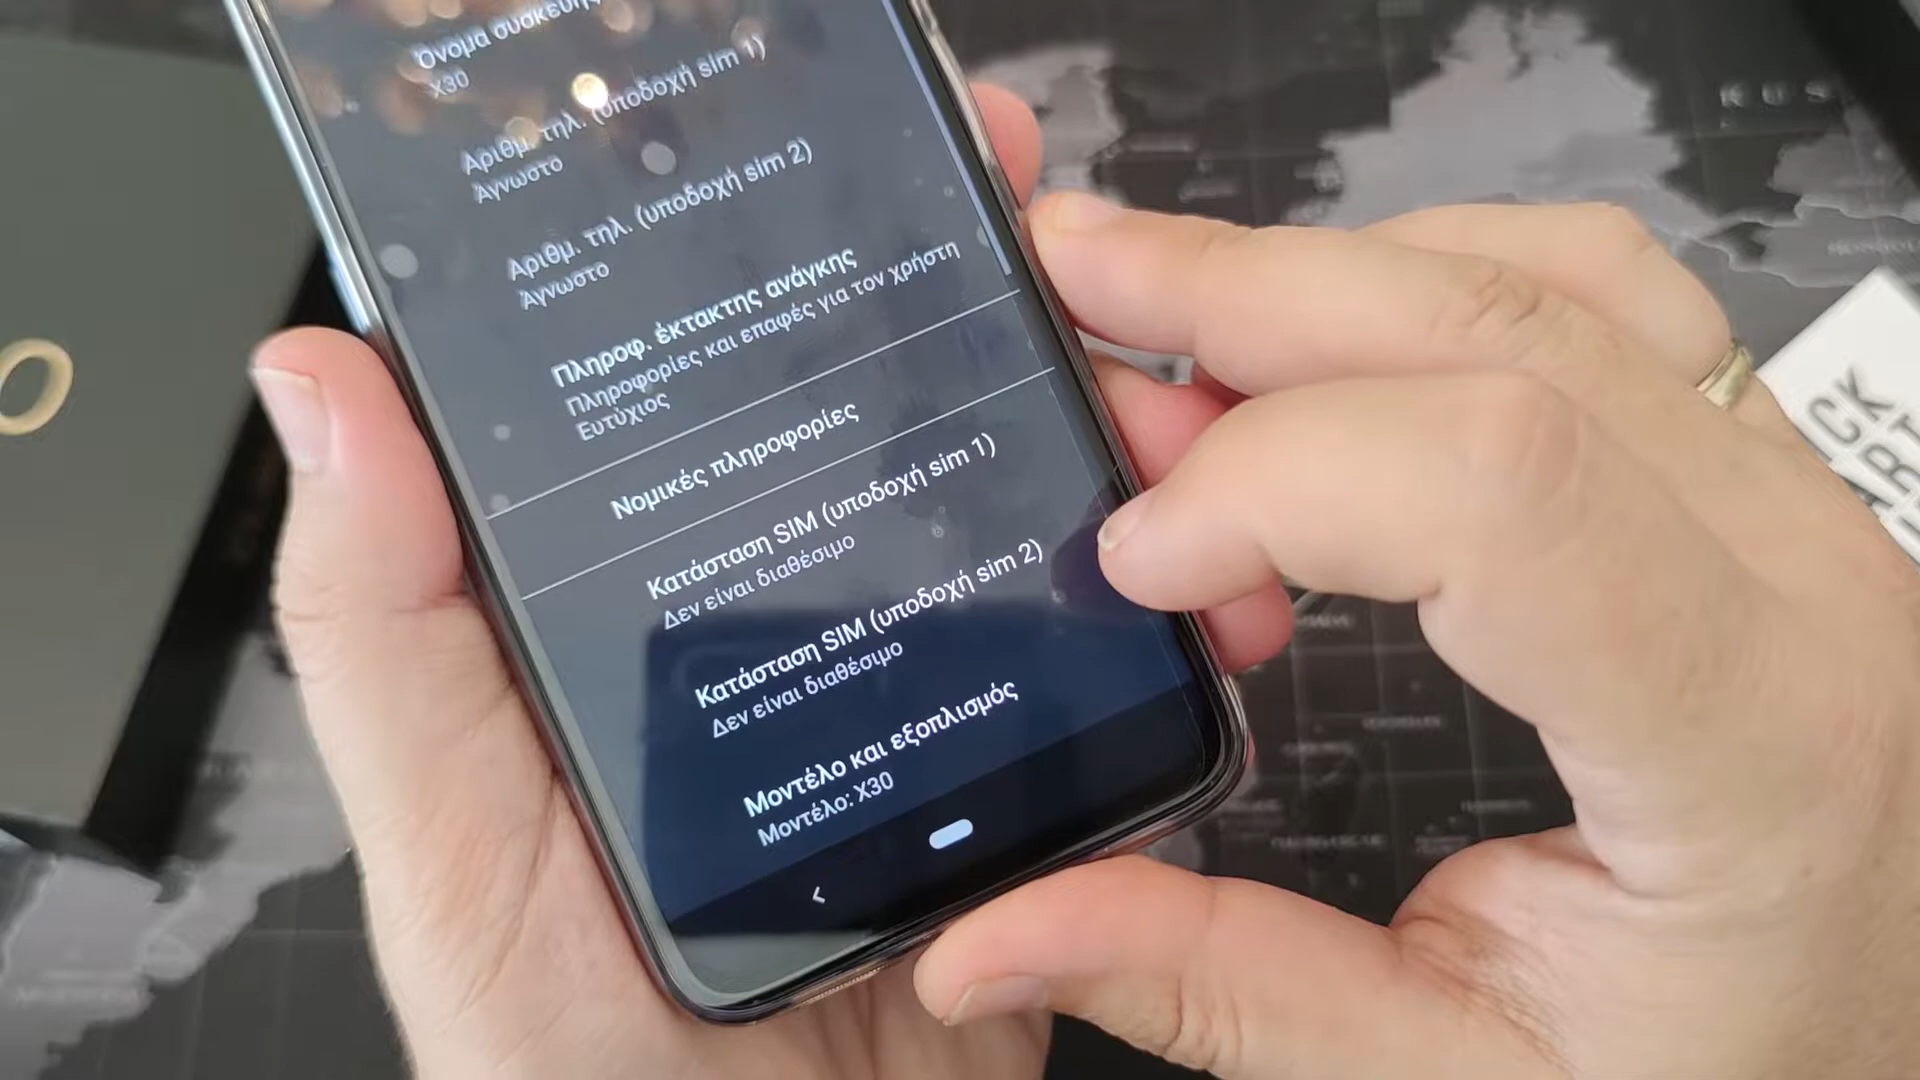 Όνομα συσκευής
X30
Αριθμ. τηλ. (υποδοχή sim 1)
Άγνωστο
Αριθμ. τηλ. (υποδοχή sim 2)
Άγνωστο
Πληροφ. έκτακτης ανάγκης
Πληροφορίες και επαφές για τον χρήστη
Ευτύχιος
Νομικές πληροφορίες
Κατάσταση SIM (υποδοχή sim 1)
Δεν είναι διαθέσιμο
Κατάσταση SIM (υποδοχή sim 2)
Δεν είναι διαθέσιμο
Μοντέλο και εξοπλισμός
Μοντέλο: X30